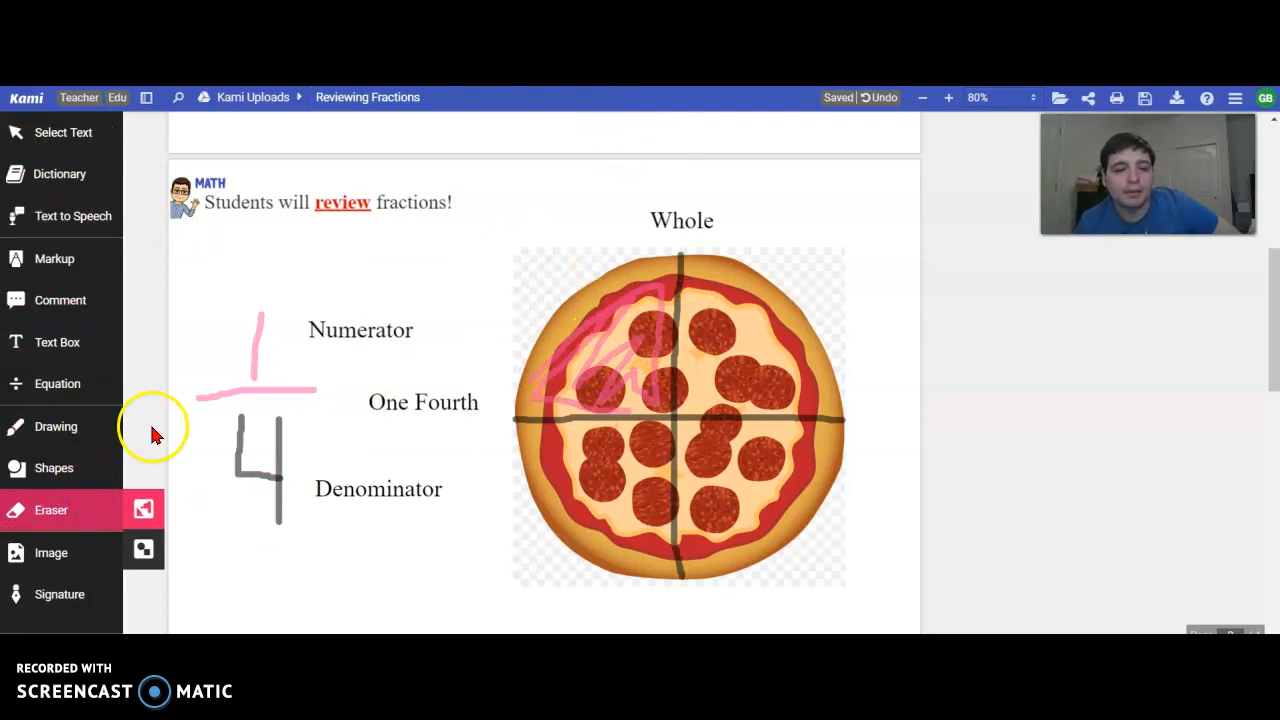 Kami Teacher Edu Kami Uploads Reviewing Fractions Saved Undo 80% GB
Select Text
Dictionary
Text to Speech
Markup
Comment
Text Box
Equation
Drawing
Shapes
Eraser
Image
Signature
MATH
Students will review fractions!
Whole
1
Numerator
One Fourth
4
Denominator
RECORDED WITH
SCREENCAST MATIC